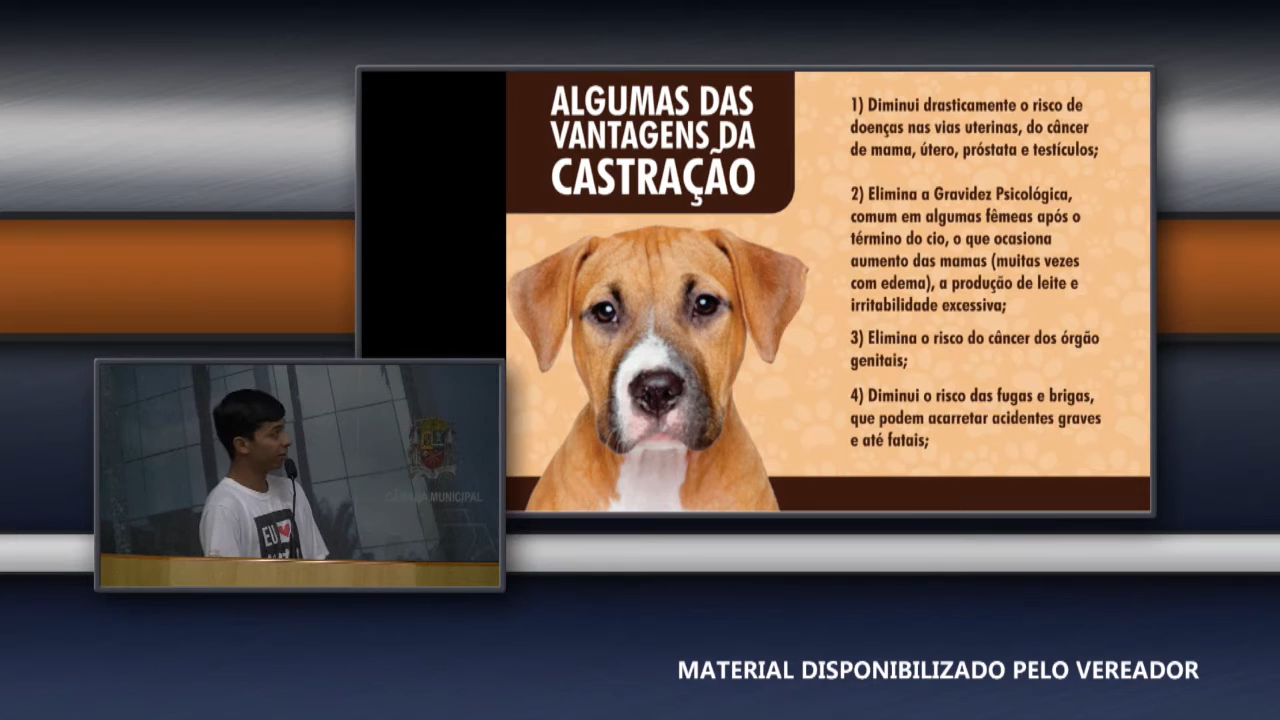 ALGUMAS DAS
VANTAGENS DA
CASTRAÇÃO
1) Diminui drasticamente o risco de
doenças nas vias uterinas, do câncer
de mama, útero, próstata e testículos;
2) Elimina a Gravidez Psicológica,
comum em algumas fêmeas após o
término do cio, o que ocasiona
aumento das mamas (muitas vezes
com edema), a produção de leite e
irritabilidade excessiva;
3) Elimina o risco do câncer dos órgão
genitais;
4) Diminui o risco das fugas e brigas,
que podem acarretar acidentes graves
e até fatais;
CÂMARA MUNICIPAL
EU
MATERIAL DISPONIBILIZADO PELO VEREADOR